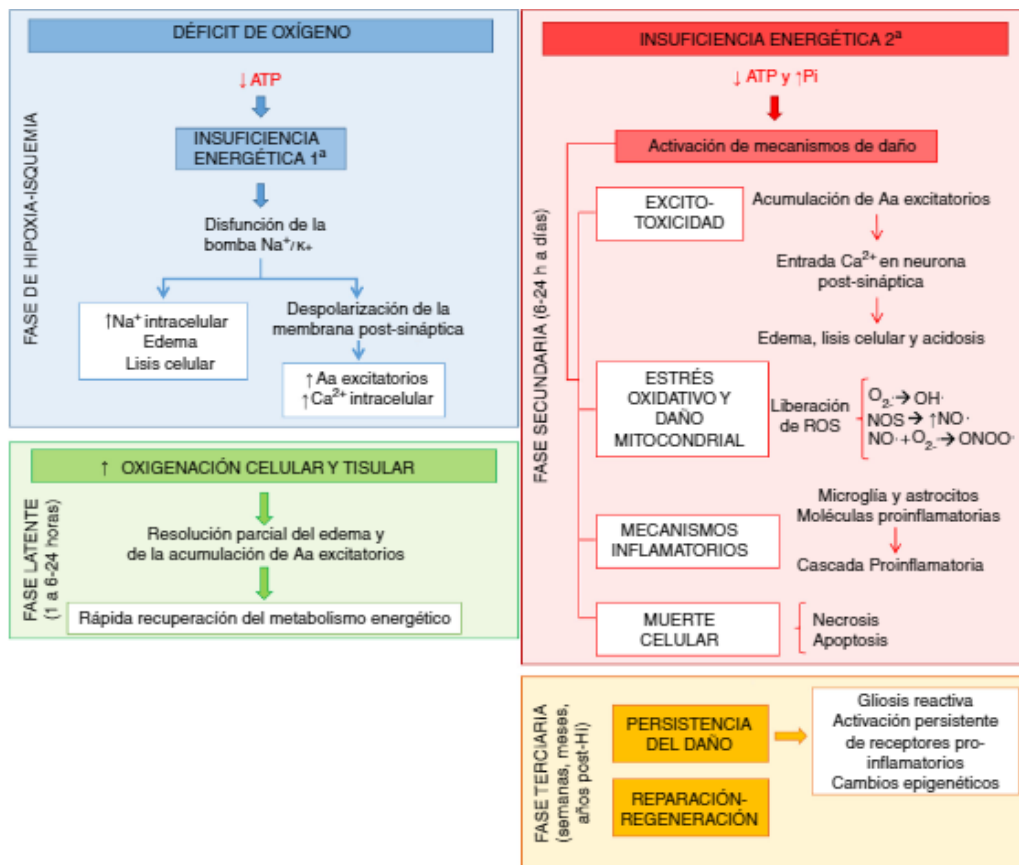 DÉFICIT DE OXÍGENO
↓ ATP
INSUFICIENCIA
ENERGÉTICA 1ª
Disfunción de la
bomba Na⁺/K+
↑Na⁺ intracelular
Edema
Lisis celular
Despolarización de la
membrana post-sináptica
↑ Aa excitatorios
↑Ca²⁺ intracelular
FASE DE HIPOXIA-ISQUEMIA
↑ OXIGENACIÓN CELULAR Y TISULAR
Resolución parcial del edema y
de la acumulación de Aa excitatorios
Rápida recuperación del metabolismo energético
FASE LATENTE
(1 a 6-24 horas)
INSUFICIENCIA ENERGÉTICA 2ª
↓ ATP y ↑Pi
Activación de mecanismos de daño
EXCITO-
TOXICIDAD
Acumulación de Aa excitatorios
Entrada Ca²⁺ en neurona
post-sináptica
Edema, lisis celular y acidosis
ESTRÉS
OXIDATIVO Y
DAÑO
MITOCONDRIAL
Liberación
de ROS
O₂.→ OH·
NOS → ↑NO·
NO· + O₂.→ ONOO·
MECANISMOS
INFLAMATORIOS
Microglía y astrocitos
Moléculas proinflamatorias
Cascada Proinflamatoria
MUERTE
CELULAR
Necrosis
Apoptosis
FASE SECUNDARIA (6-24 h a días)
PERSISTENCIA
DEL DAÑO
Gliosis reactiva
Activación persistente
de receptores pro-
inflamatorios
Cambios epigenéticos
REPARACIÓN-
REGENERACIÓN
FASE TERCIARIA
(semanas, meses,
años post-HI)